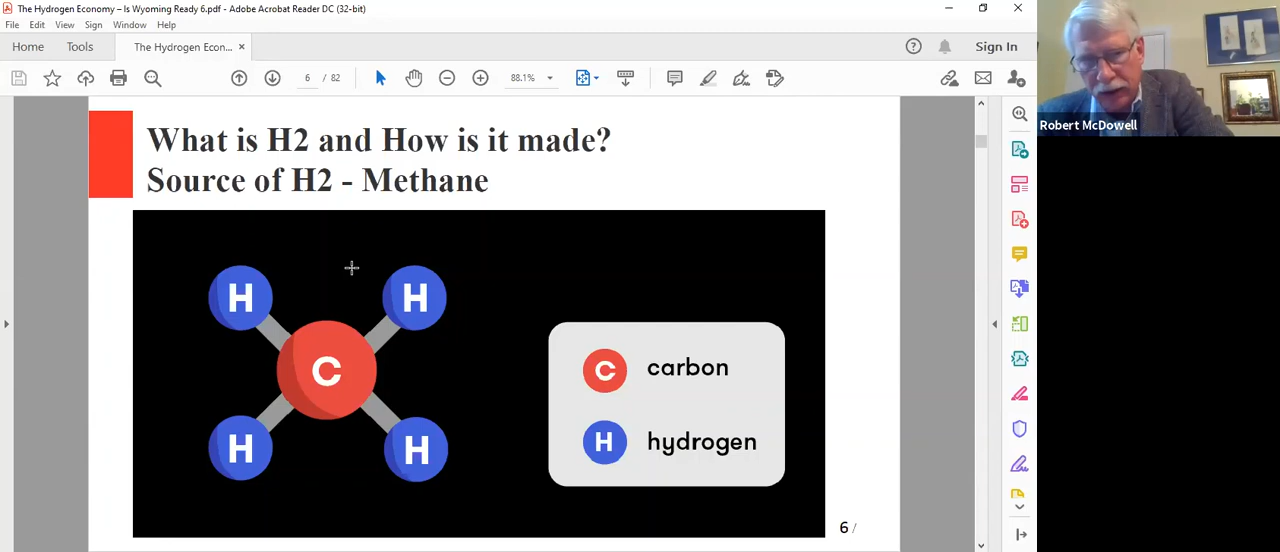 The Hydrogen Economy – Is Wyoming Ready 6.pdf - Adobe Acrobat Reader DC (32-bit)
File Edit View Sign Window Help
Home Tools The Hydrogen Econ... × Sign In
6 / 82 88.1%
Robert McDowell
What is H2 and How is it made?
Source of H2 - Methane
H H
C
H H
C carbon
H hydrogen
6 /